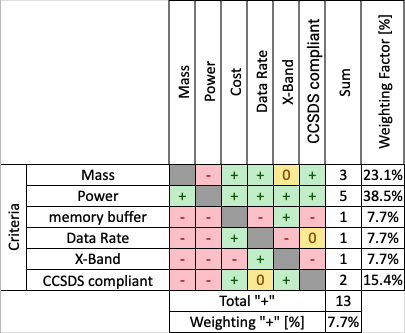 Mass Power Cost Data Rate X-Band CCSDS compliant Sum Weighting Factor [%]
Criteria
Mass - + + 0 + 3 23.1%
Power + + + + + 5 38.5%
memory buffer - - - + - 1 7.7%
Data Rate - - + - 0 1 7.7%
X-Band - - - + - 1 7.7%
CCSDS compliant - - + 0 + 2 15.4%
Total "+" 13
Weighting "+" [%] 7.7%